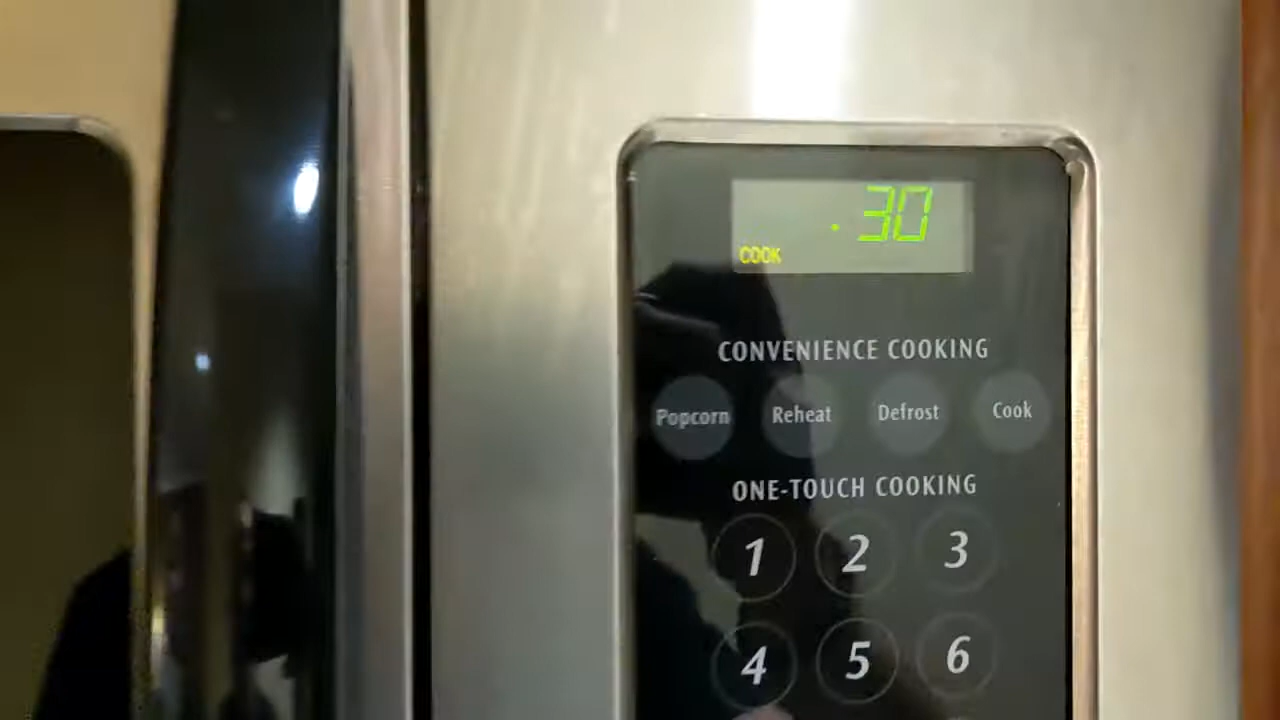 :30
COOK
CONVENIENCE COOKING
Popcorn Reheat Defrost Cook
ONE-TOUCH COOKING
1 2 3
4 5 6